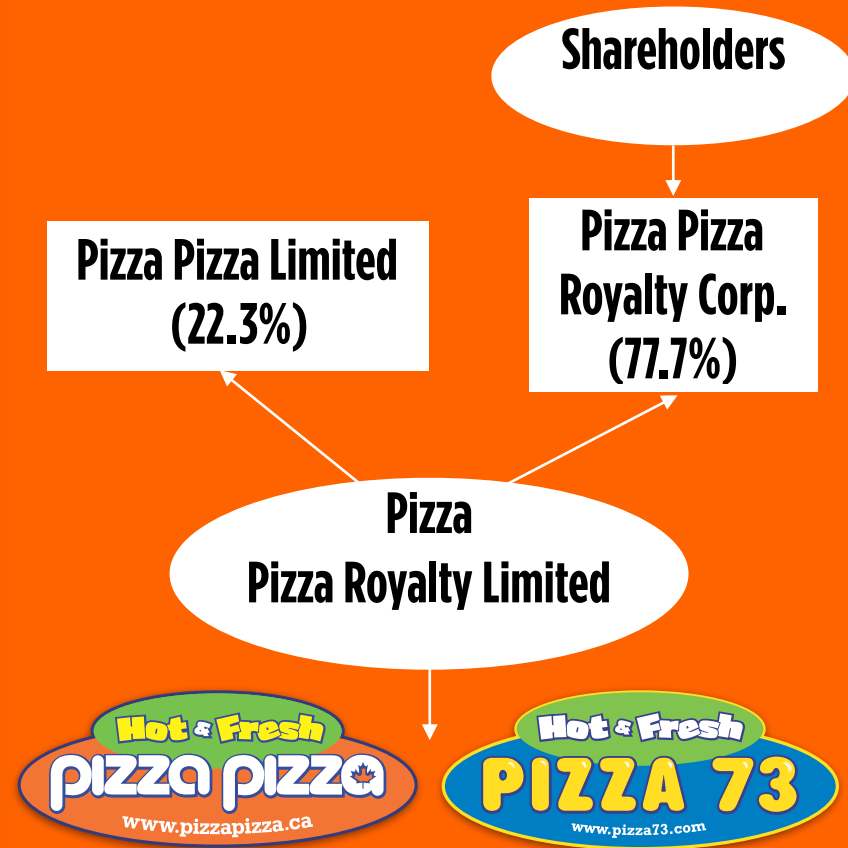 Shareholders
Pizza Pizza Limited
(22.3%)
Pizza Pizza
Royalty Corp.
(77.7%)
Pizza
Pizza Royalty Limited
Hot & Fresh
pizza pizza
www.pizzapizza.ca
Hot & Fresh
PIZZA 73
www.pizza73.com